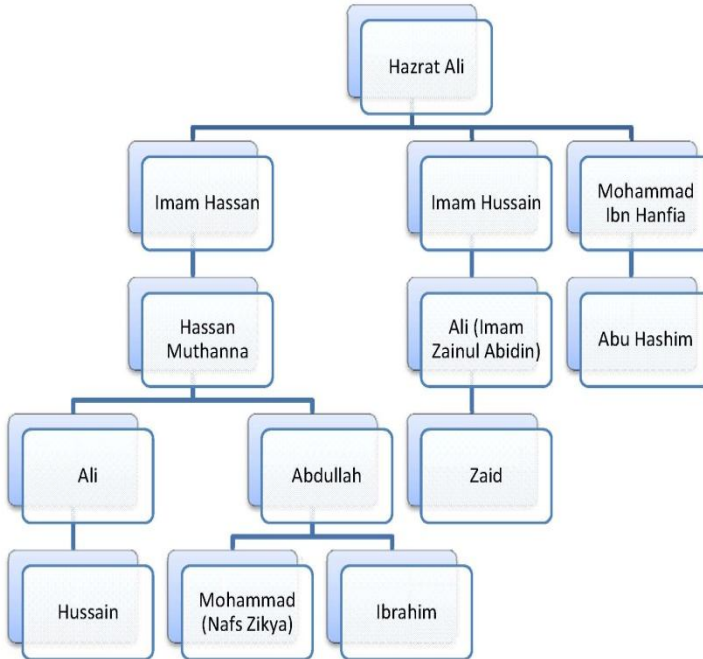 Hazrat Ali
Imam Hassan
Imam Hussain
Mohammad
Ibn Hanfia
Hassan
Muthanna
Ali (Imam
Zainul Abidin)
Abu Hashim
Ali
Abdullah
Zaid
Hussain
Mohammad
(Nafs Zikya)
Ibrahim